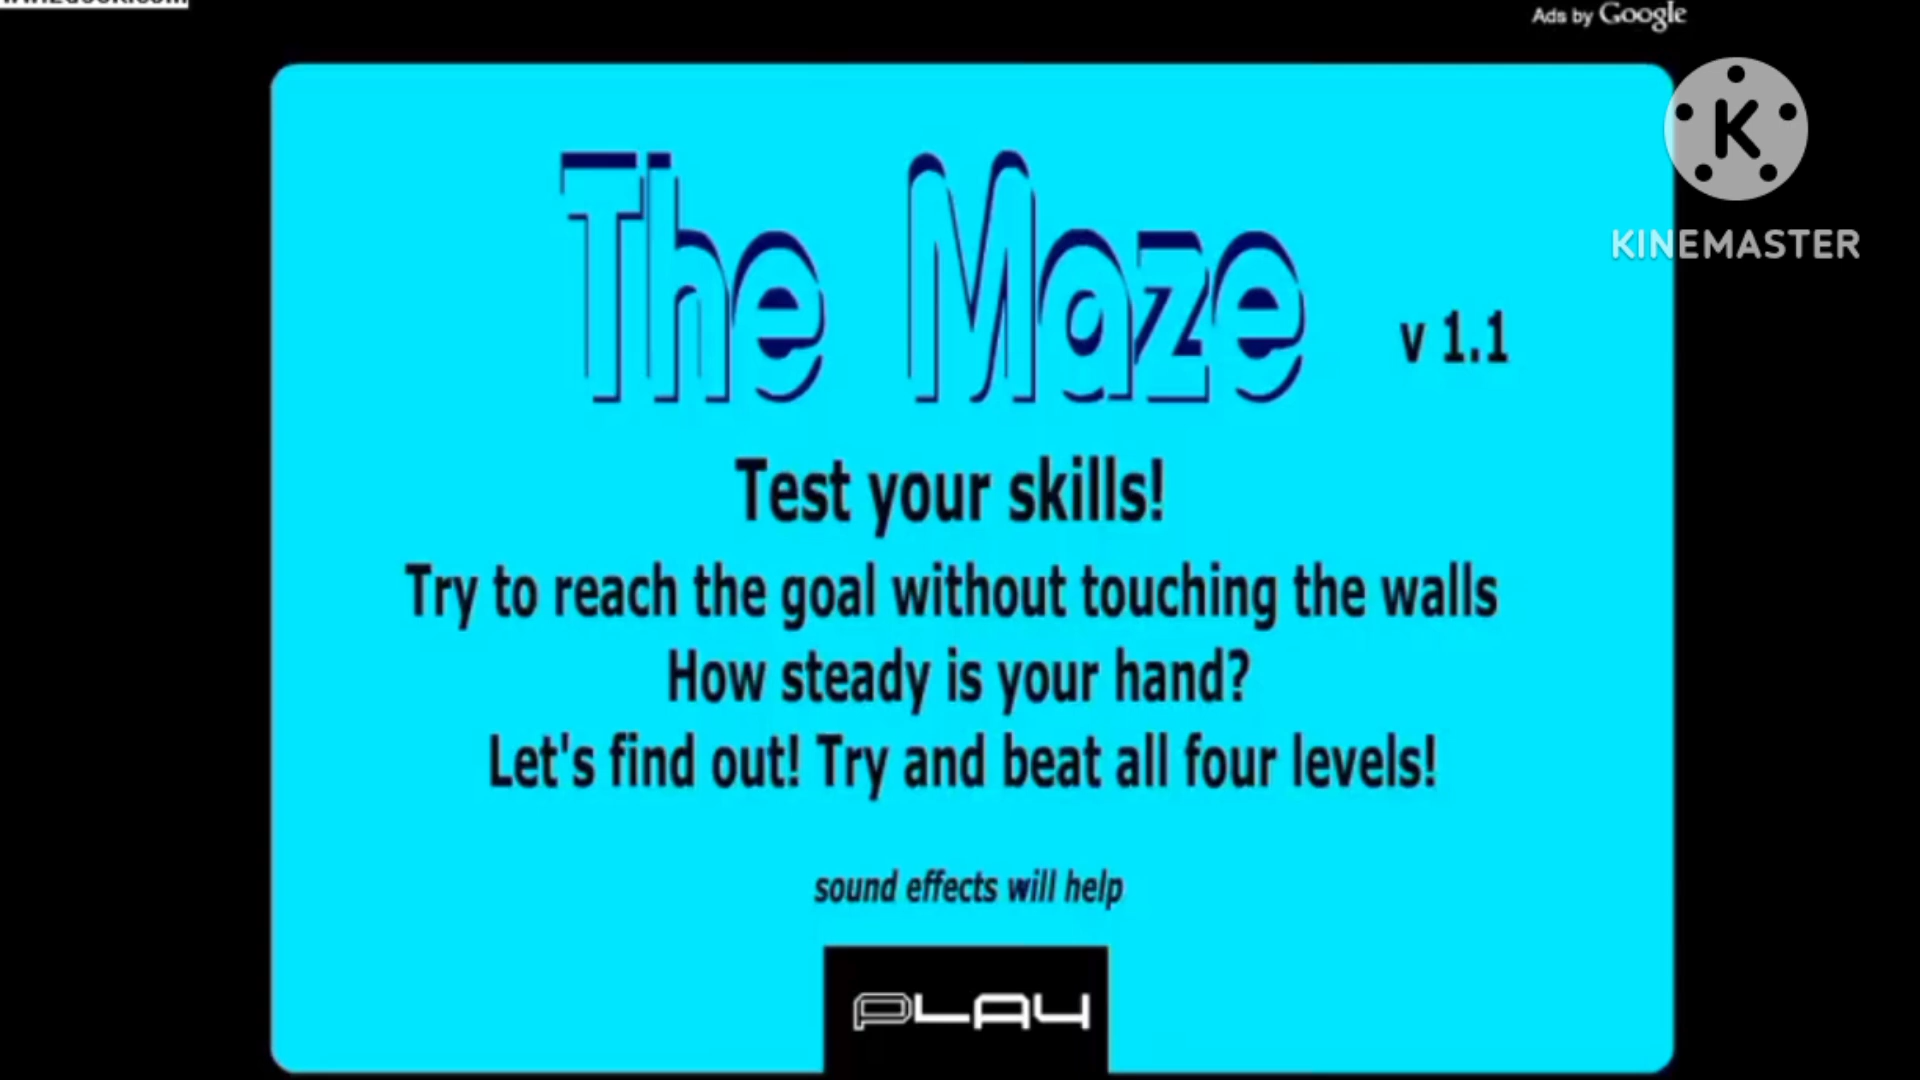 Ads by Google
K
KINEMASTER
The Maze
v 1.1
Test your skills!
Try to reach the goal without touching the walls
How steady is your hand?
Let's find out! Try and beat all four levels!
sound effects will help
PLAY